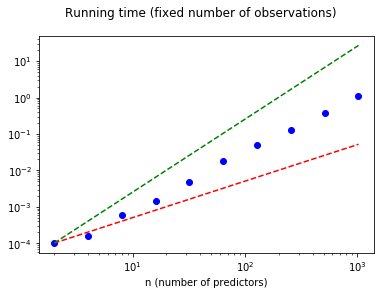 Running time (fixed number of observations)
10¹
10⁰
10⁻¹
10⁻²
10⁻³
10⁻⁴
10¹ 10² 10³
n (number of predictors)